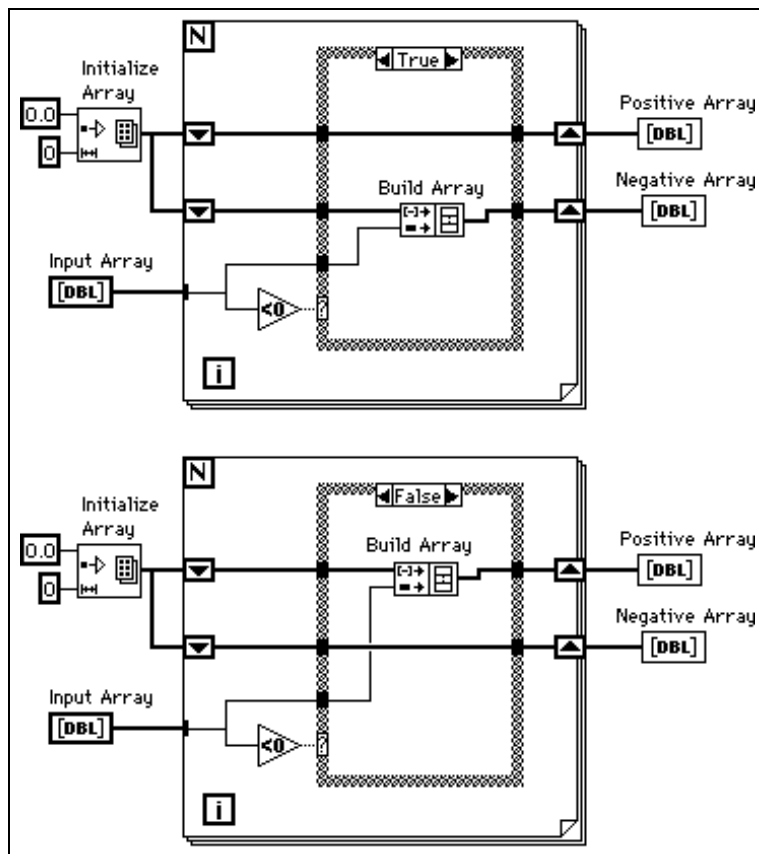 N
True
Initialize
Array
0.0
0
Positive Array
[DBL]
Negative Array
[DBL]
Build Array
Input Array
[DBL]
<0
?
i
N
False
Initialize
Array
0.0
0
Build Array
Positive Array
[DBL]
Negative Array
[DBL]
Input Array
[DBL]
<0
?
i